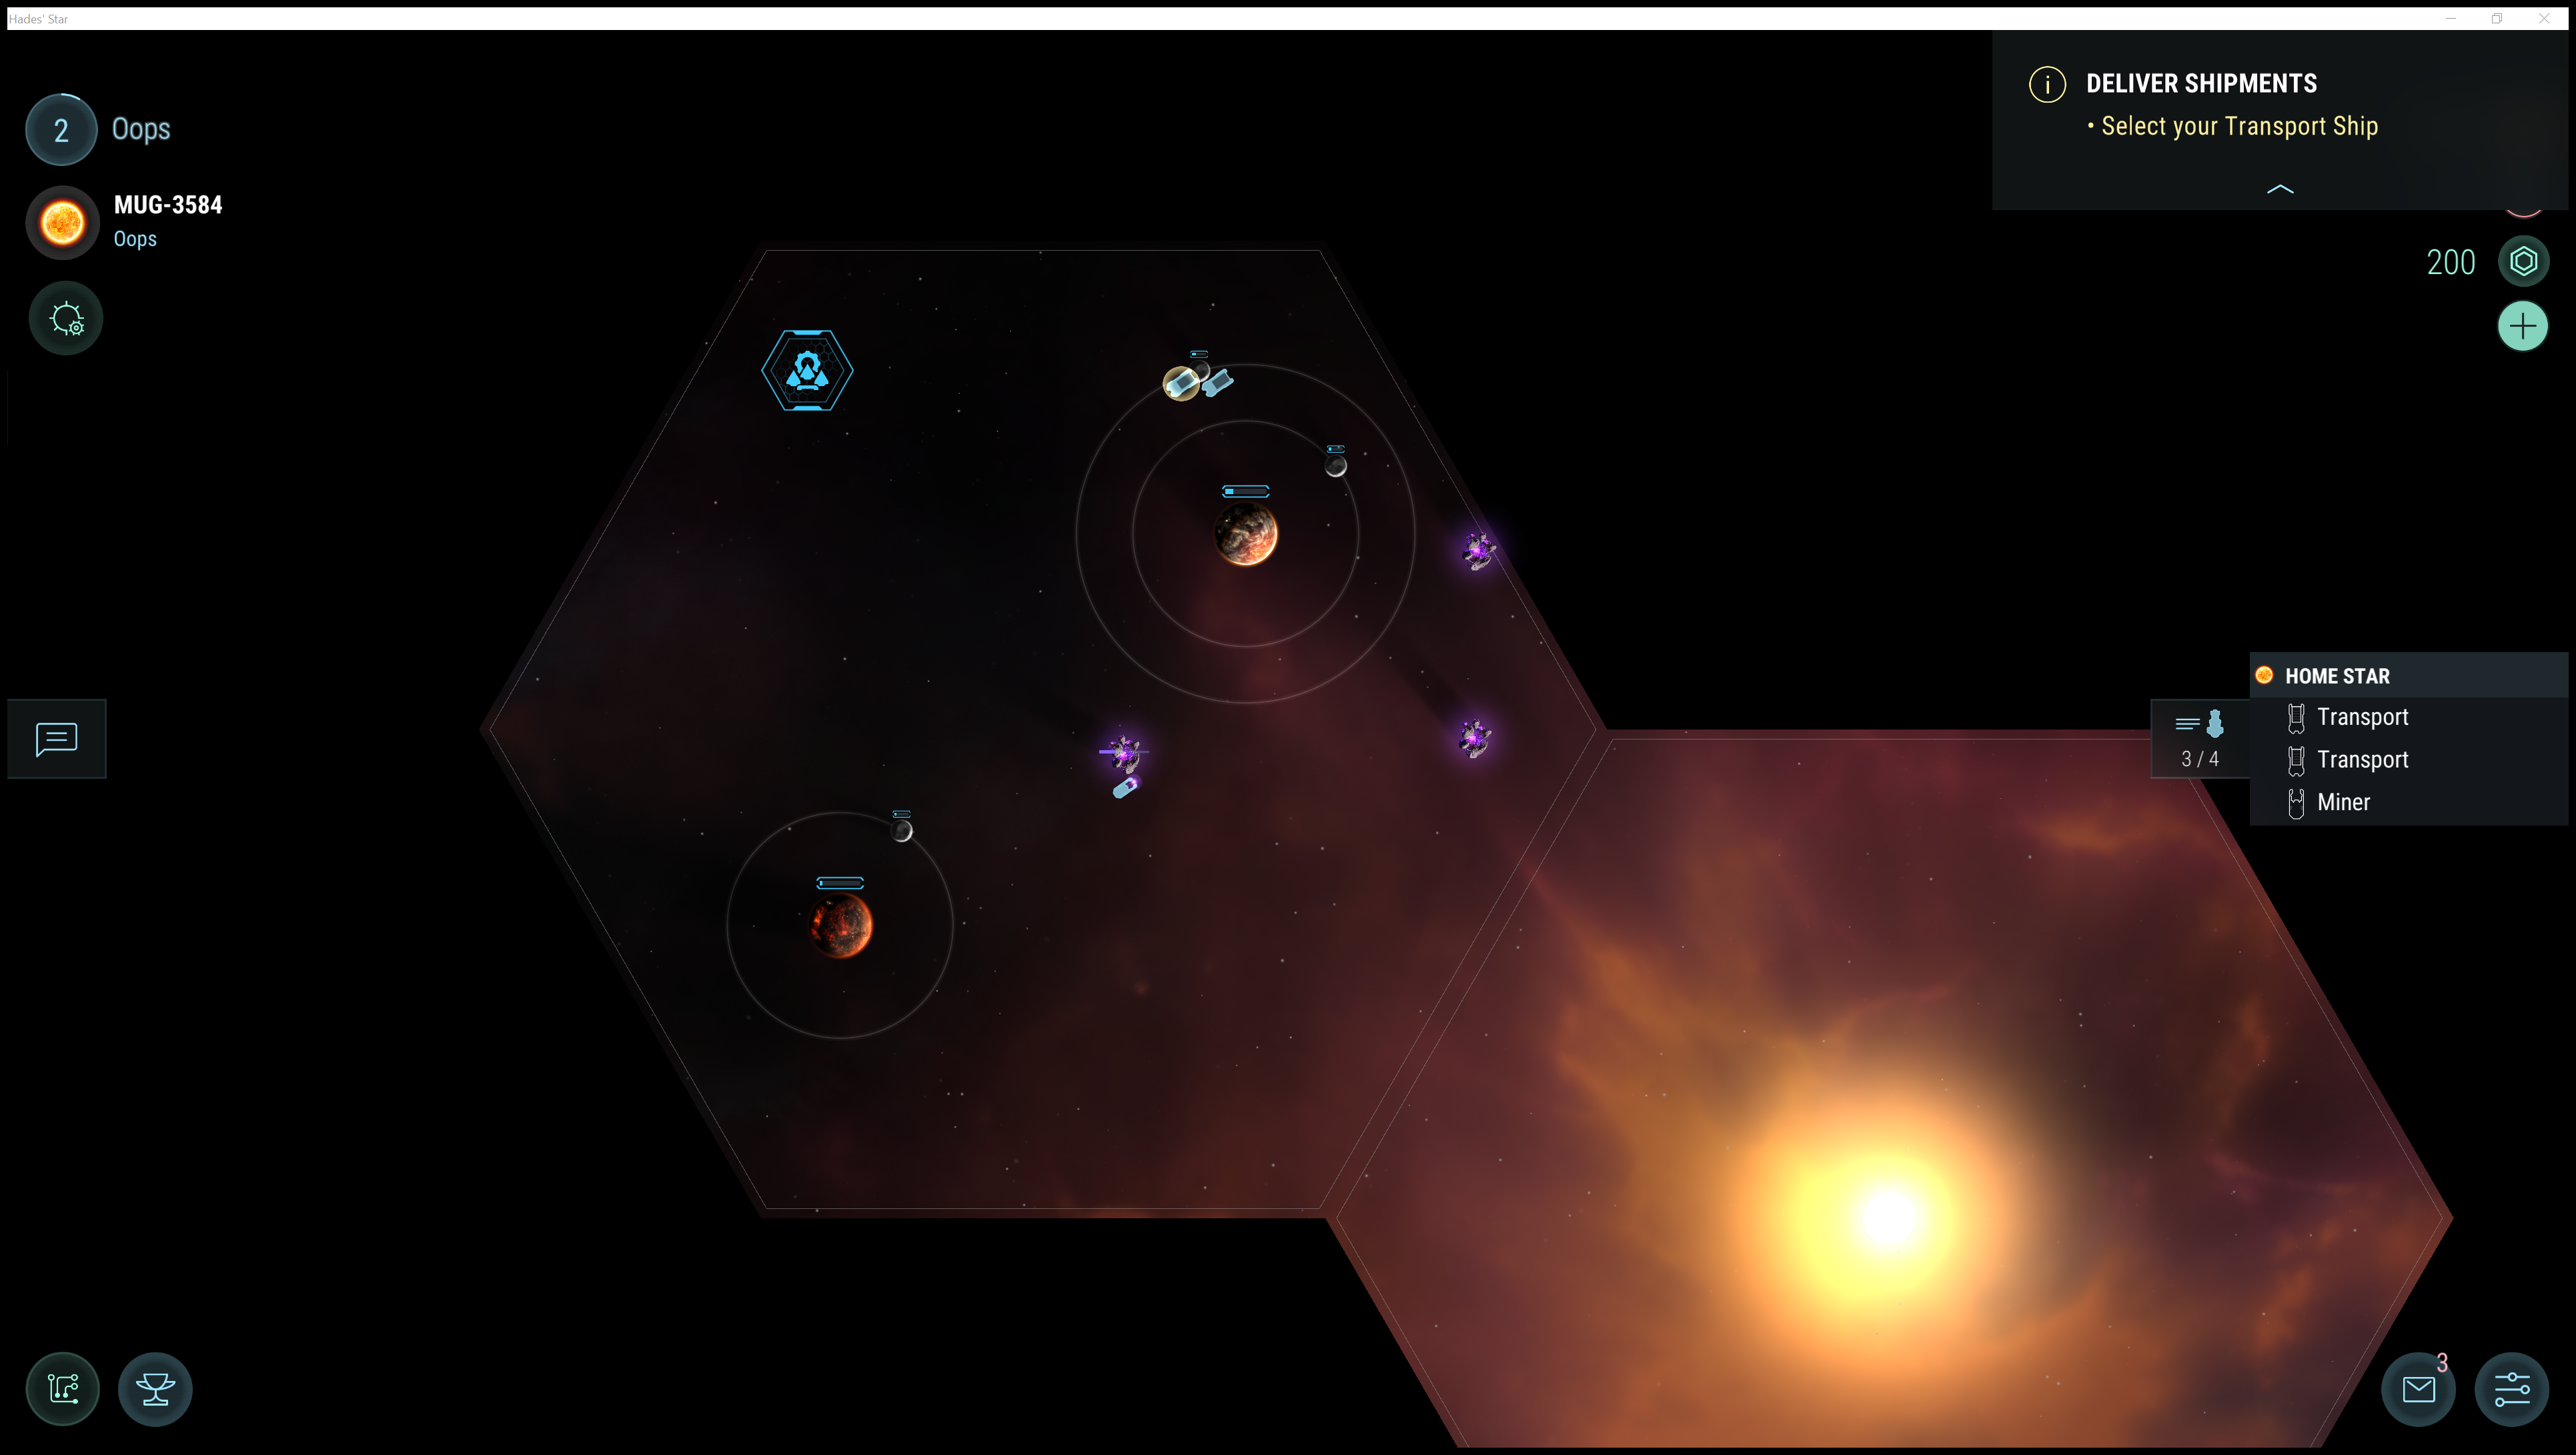 Hades' Star
2
Oops
MUG-3584
Oops
DELIVER SHIPMENTS
• Select your Transport Ship
200
HOME STAR
Transport
Transport
Miner
3 / 4
3